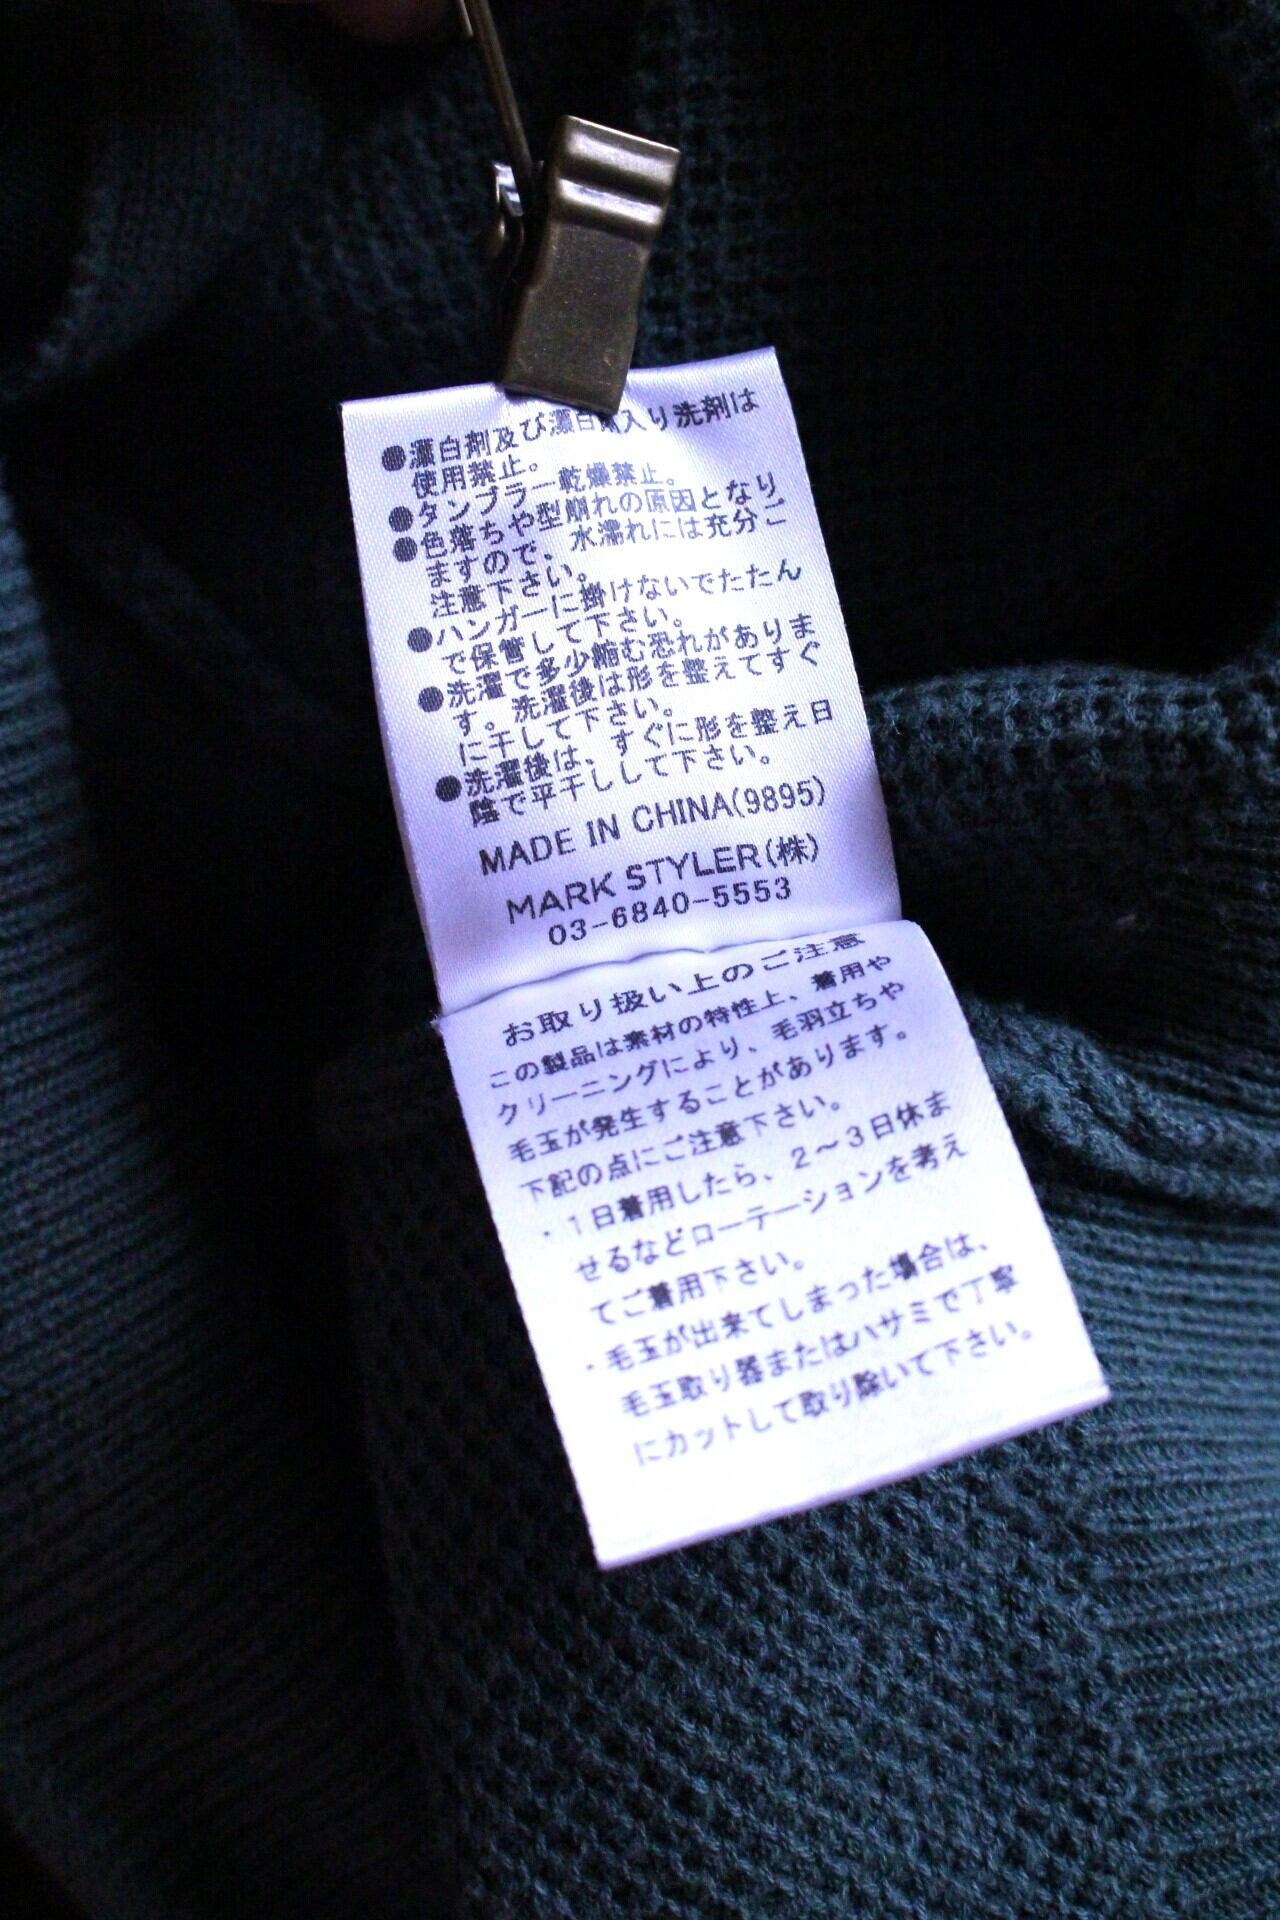 ●漂白剤及び漂白剤入り洗剤は
使用禁止。
●タンブラー乾燥禁止。
●色落ちや型崩れの原因となり
ますので、水濡れには充分ご
注意下さい。
●ハンガーに掛けないでたたん
で保管して下さい。
●洗濯で多少縮む恐れがありま
す。洗濯後は形を整えてすぐ
に干して下さい。
●洗濯後は、すぐに形を整え日
陰で平干しして下さい。
MADE IN CHINA(9895)
MARK STYLER(株)
03-6840-5553
お取り扱い上のご注意
この製品は素材の特性上、着用や
クリーニングにより、毛羽立ちや
毛玉が発生することがあります。
下記の点にご注意下さい。
・1日着用したら、2～3日休ま
せるなどローテーションを考え
てご着用下さい。
・毛玉が出来てしまった場合は、
毛玉取り器またはハサミで丁寧
にカットして取り除いて下さい。